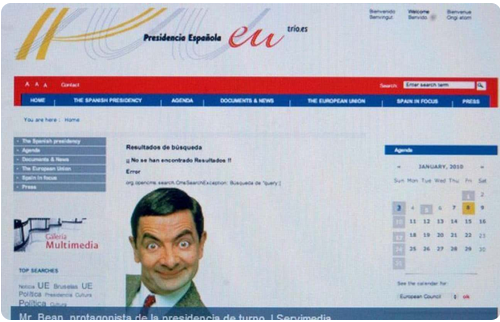 Presidencia Española eu trio.es
Bienvenido Welcome Bienvenue
Benvingut Benvido Ongi etorri
A A A Contact
Search: Enter search term
HOME THE SPANISH PRESIDENCY AGENDA DOCUMENTS & NEWS THE EUROPEAN UNION SPAIN IN FOCUS PRESS
You are here: Home
The Spanish presidency
Agenda
Documents & News
The European Union
Spain in focus
Press
Galería
Multimedia
TOP SEARCHES
Noticia UE Bruselas UE
Política Presidencia Cultura
Política Cultura
Resultados de búsqueda
¡¡ No se han encontrado Resultados !!
Error
org.opencms.search.CmsSearchException: Búsqueda de "query:[
Agenda
« JANUARY, 2010 »
Sun Mon Tue Wed Thu Fri Sat
1 2
3 4 5 6 7 8 9
10 11 12 13 14 15 16
17 18 19 20 21 22 23
24 25 26 27 28 29 30
31
See the calendar for:
European Council ok
Mr. Bean, protagonista de la presidencia de turno. | Servimedia